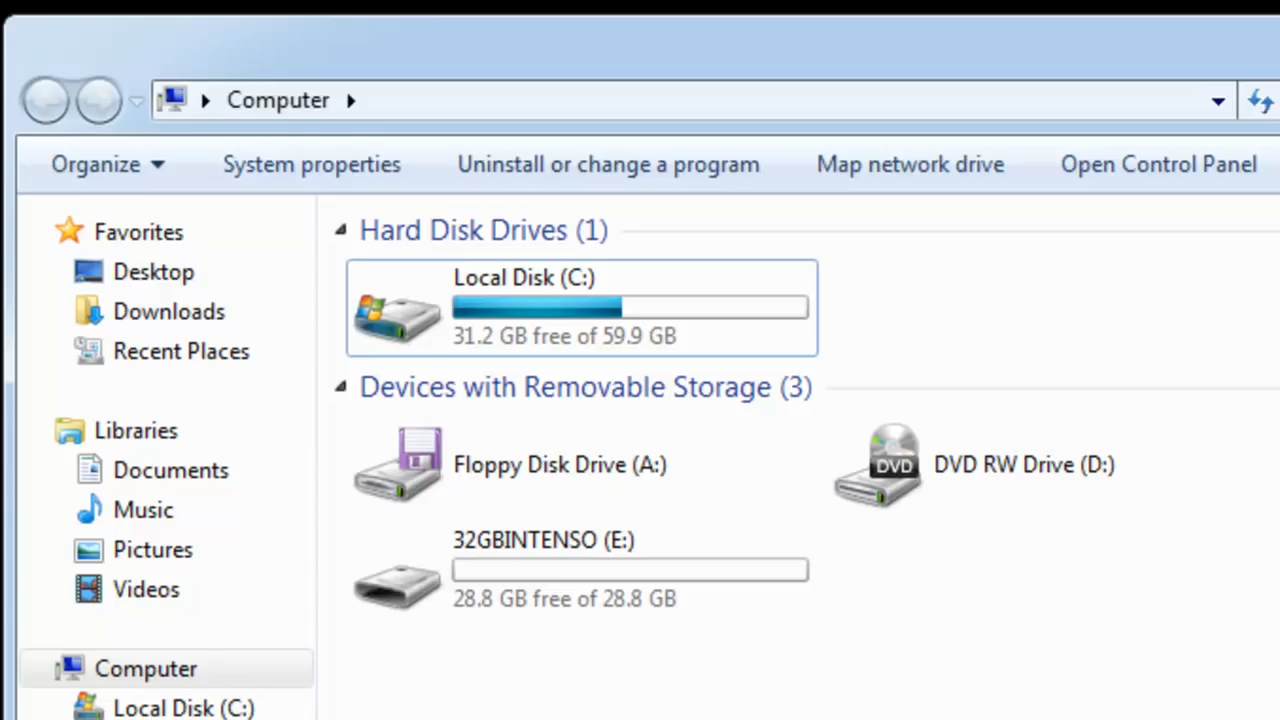 Computer
Organize
System properties
Uninstall or change a program
Map network drive
Open Control Panel
Favorites
Desktop
Downloads
Recent Places
Libraries
Documents
Music
Pictures
Videos
Computer
Local Disk (C:)
Hard Disk Drives (1)
Local Disk (C:)
31.2 GB free of 59.9 GB
Devices with Removable Storage (3)
Floppy Disk Drive (A:)
DVD
DVD RW Drive (D:)
32GBINTENSO (E:)
28.8 GB free of 28.8 GB